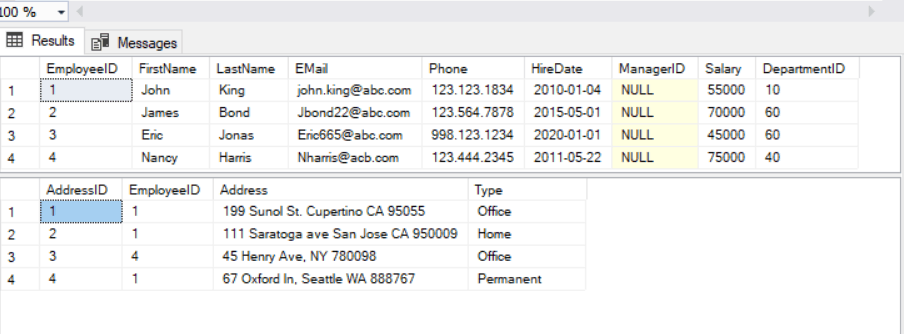 100 %
Results Messages
EmployeeID FirstName LastName EMail Phone HireDate ManagerID Salary DepartmentID
1 1 John King john.king@abc.com 123.123.1834 2010-01-04 NULL 55000 10
2 2 James Bond Jbond22@abc.com 123.564.7878 2015-05-01 NULL 70000 60
3 3 Eric Jonas Eric665@abc.com 998.123.1234 2020-01-01 NULL 45000 60
4 4 Nancy Harris Nharris@acb.com 123.444.2345 2011-05-22 NULL 75000 40
AddressID EmployeeID Address Type
1 1 1 199 Sunol St. Cupertino CA 95055 Office
2 2 1 111 Saratoga ave San Jose CA 950009 Home
3 3 4 45 Henry Ave, NY 780098 Office
4 4 1 67 Oxford ln, Seattle WA 888767 Permanent